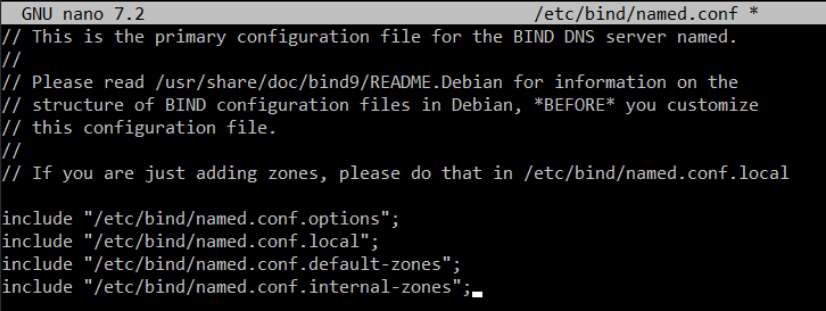 GNU nano 7.2 /etc/bind/named.conf *
// This is the primary configuration file for the BIND DNS server named.
//
// Please read /usr/share/doc/bind9/README.Debian for information on the
// structure of BIND configuration files in Debian, *BEFORE* you customize
// this configuration file.
//
// If you are just adding zones, please do that in /etc/bind/named.conf.local

include "/etc/bind/named.conf.options";
include "/etc/bind/named.conf.local";
include "/etc/bind/named.conf.default-zones";
include "/etc/bind/named.conf.internal-zones";